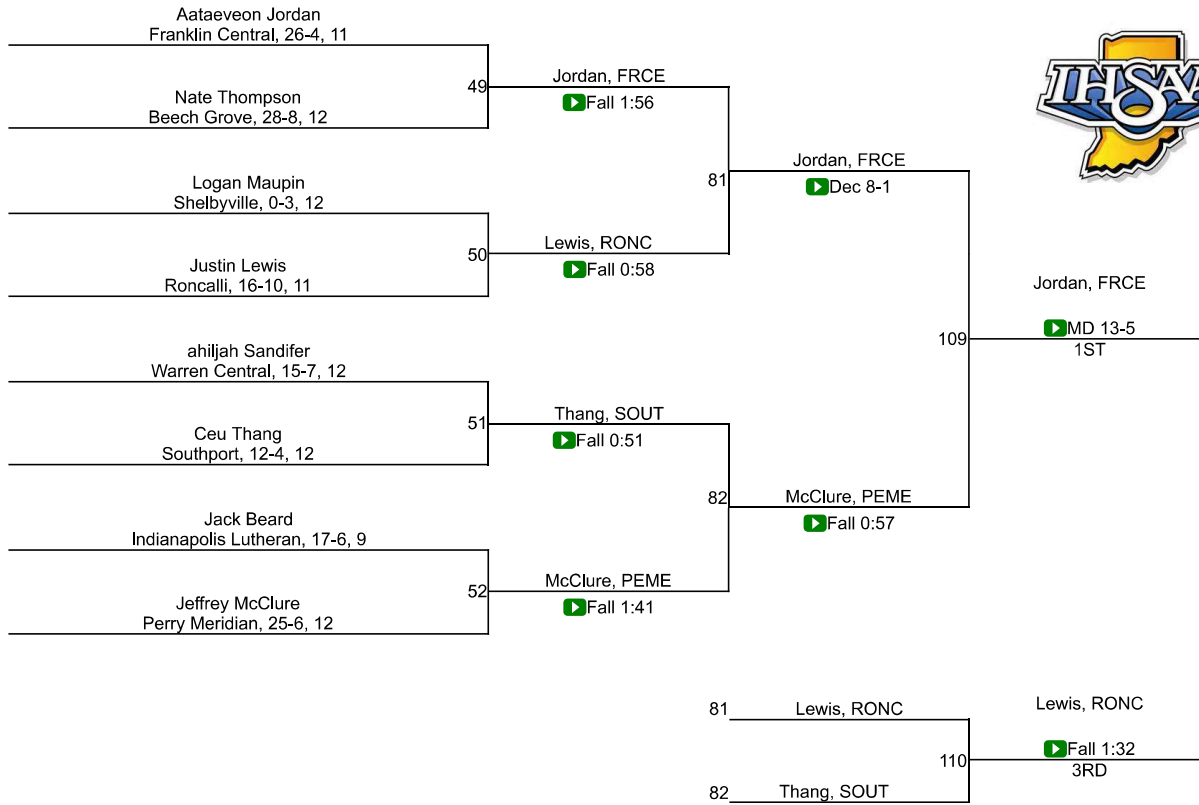 Aataeveon Jordan
Franklin Central, 26-4, 11
Nate Thompson
Beech Grove, 28-8, 12
49
Jordan, FRCE
Fall 1:56
Logan Maupin
Shelbyville, 0-3, 12
Justin Lewis
Roncalli, 16-10, 11
50
Lewis, RONC
Fall 0:58
81
Jordan, FRCE
Dec 8-1
ahiljah Sandifer
Warren Central, 15-7, 12
Ceu Thang
Southport, 12-4, 12
51
Thang, SOUT
Fall 0:51
Jack Beard
Indianapolis Lutheran, 17-6, 9
Jeffrey McClure
Perry Meridian, 25-6, 12
52
McClure, PEME
Fall 1:41
82
McClure, PEME
Fall 0:57
109
Jordan, FRCE
MD 13-5
1ST
IHSAA
81
Lewis, RONC
82
Thang, SOUT
110
Lewis, RONC
Fall 1:32
3RD